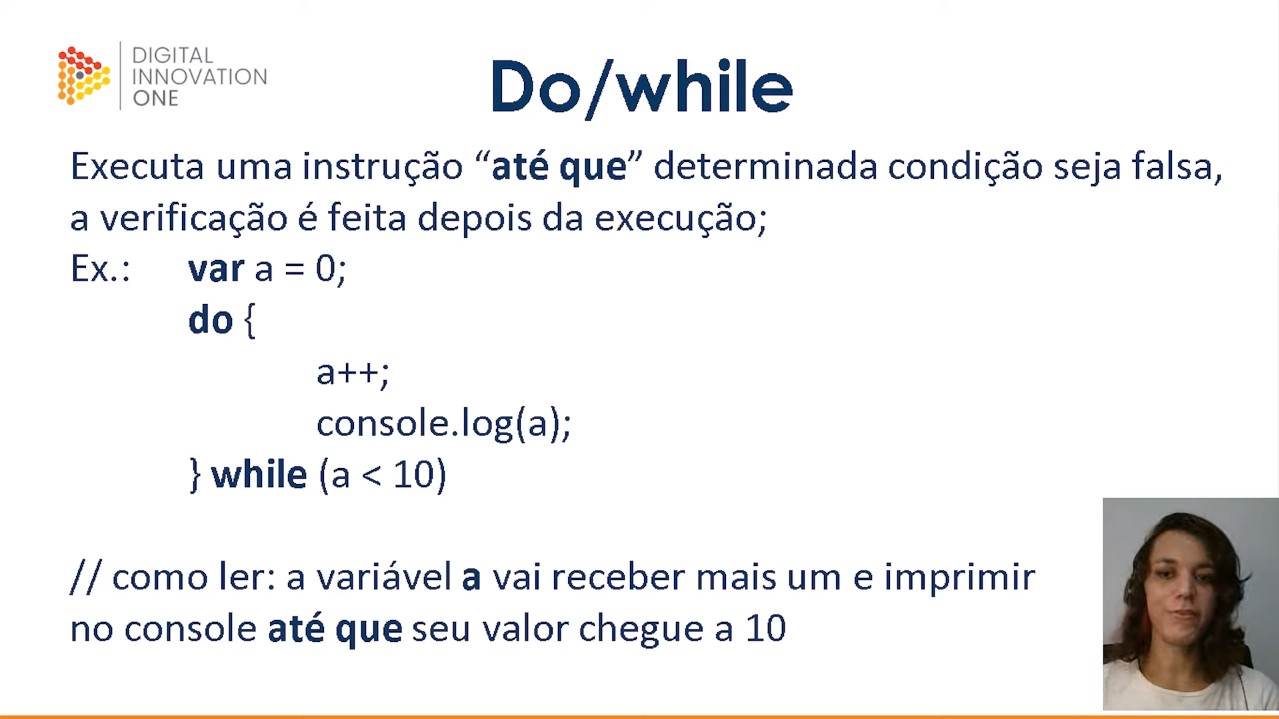 DIGITAL
INNOVATION
ONE
Do/while
Executa uma instrução “até que” determinada condição seja falsa,
a verificação é feita depois da execução;
Ex.: var a = 0;
do {
a++;
console.log(a);
} while (a < 10)
// como ler: a variável a vai receber mais um e imprimir
no console até que seu valor chegue a 10